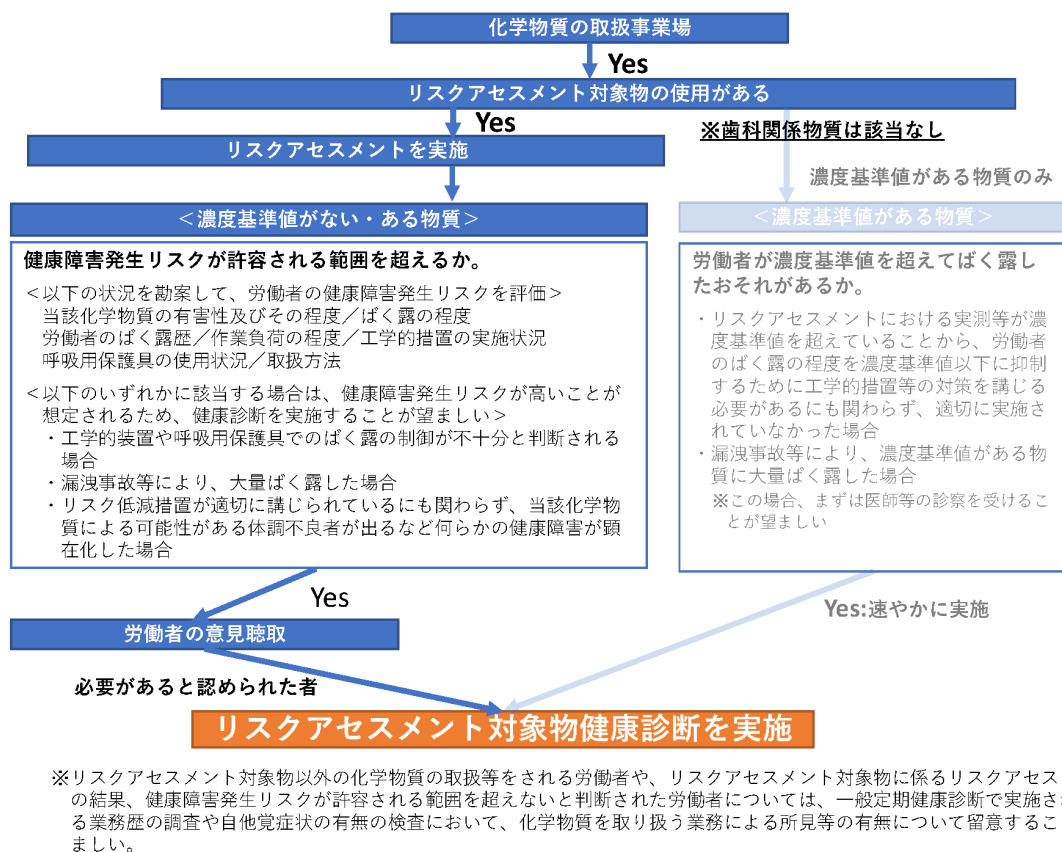 化学物質の取扱事業場
Yes
リスクアセスメント対象物の使用がある
Yes
※歯科関係物質は該当なし
リスクアセスメントを実施
濃度基準値がある物質のみ
＜濃度基準値がない・ある物質＞
＜濃度基準値がある物質＞
健康障害発生リスクが許容される範囲を超えるか。
＜以下の状況を勘案して、労働者の健康障害発生リスクを評価＞
当該化学物質の有害性及びその程度／ばく露の程度
労働者のばく露歴／作業負荷の程度／工学的措置の実施状況
呼吸用保護具の使用状況／取扱方法
＜以下のいずれかに該当する場合は、健康障害発生リスクが高いことが
想定されるため、健康診断を実施することが望ましい＞
・工学的装置や呼吸用保護具でのばく露の制御が不十分と判断される
場合
・漏洩事故等により、大量ばく露した場合
・リスク低減措置が適切に講じられているにも関わらず、当該化学物
質による可能性がある体調不良者が出るなど何らかの健康障害が顕
在化した場合
労働者が濃度基準値を超えてばく露し
たおそれがあるか。
・リスクアセスメントにおける実測等が濃
度基準値を超えていることから、労働者
のばく露の程度を濃度基準値以下に抑制
するために工学的措置等の対策を講じる
必要があるにも関わらず、適切に実施さ
れていなかった場合
・漏洩事故等により、濃度基準値がある物
質に大量ばく露した場合
※この場合、まずは医師等の診察を受けるこ
とが望ましい
Yes
Yes:速やかに実施
労働者の意見聴取
必要があると認められた者
リスクアセスメント対象物健康診断を実施
※リスクアセスメント対象物以外の化学物質の取扱等をされる労働者や、リスクアセスメント対象物に係るリスクアセス
の結果、健康障害発生リスクが許容される範囲を超えないと判断された労働者については、一般定期健康診断で実施さ
る業務歴の調査や自他覚症状の有無の検査において、化学物質を取り扱う業務による所見等の有無について留意するこ
ましい。